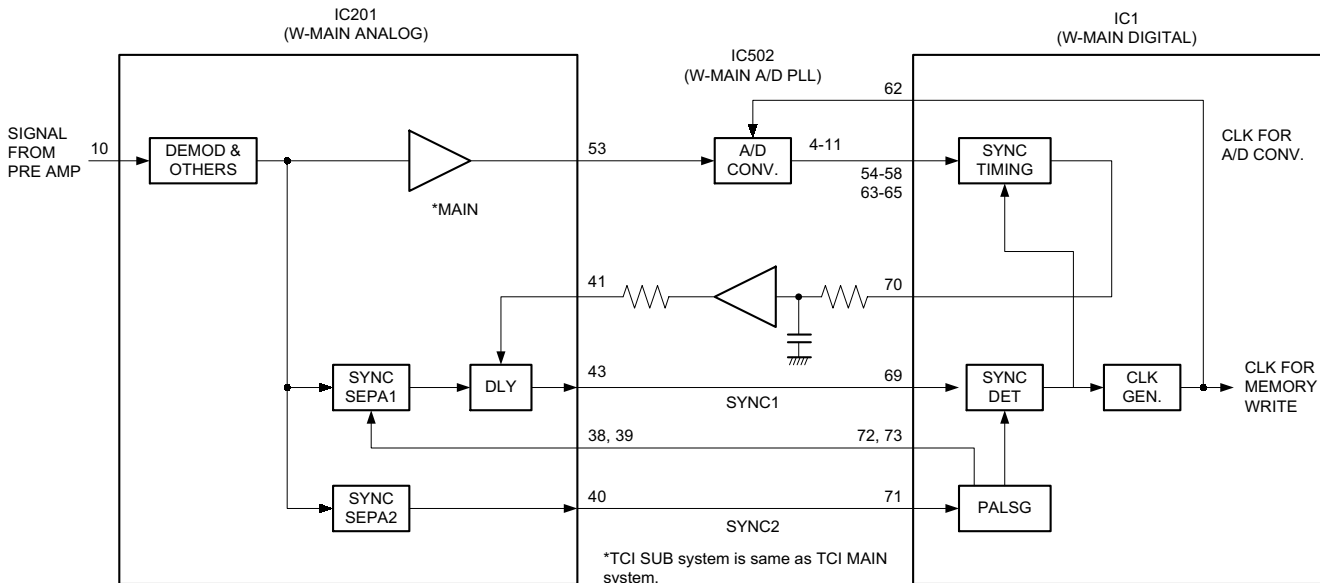 IC201
(W-MAIN ANALOG)
IC1
(W-MAIN DIGITAL)
IC502
(W-MAIN A/D PLL)
62
SIGNAL
FROM
PRE AMP
10
DEMOD &
OTHERS
*MAIN
53
A/D
CONV.
4-11
54-58
63-65
SYNC
TIMING
CLK FOR
A/D CONV.
41
70
SYNC
SEPA1
DLY
43
SYNC1
69
SYNC
DET
CLK
GEN.
CLK FOR
MEMORY
WRITE
38, 39
72, 73
SYNC
SEPA2
40
SYNC2
71
PALSG
*TCI SUB system is same as TCI MAIN
system.